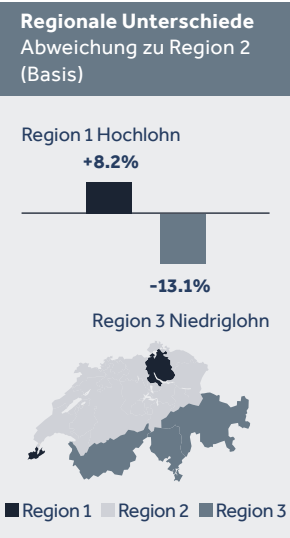 Regionale Unterschiede
Abweichung zu Region 2
(Basis)
Region 1 Hochlohn
+8.2%
-13.1%
Region 3 Niedriglohn
Region 1 Region 2 Region 3